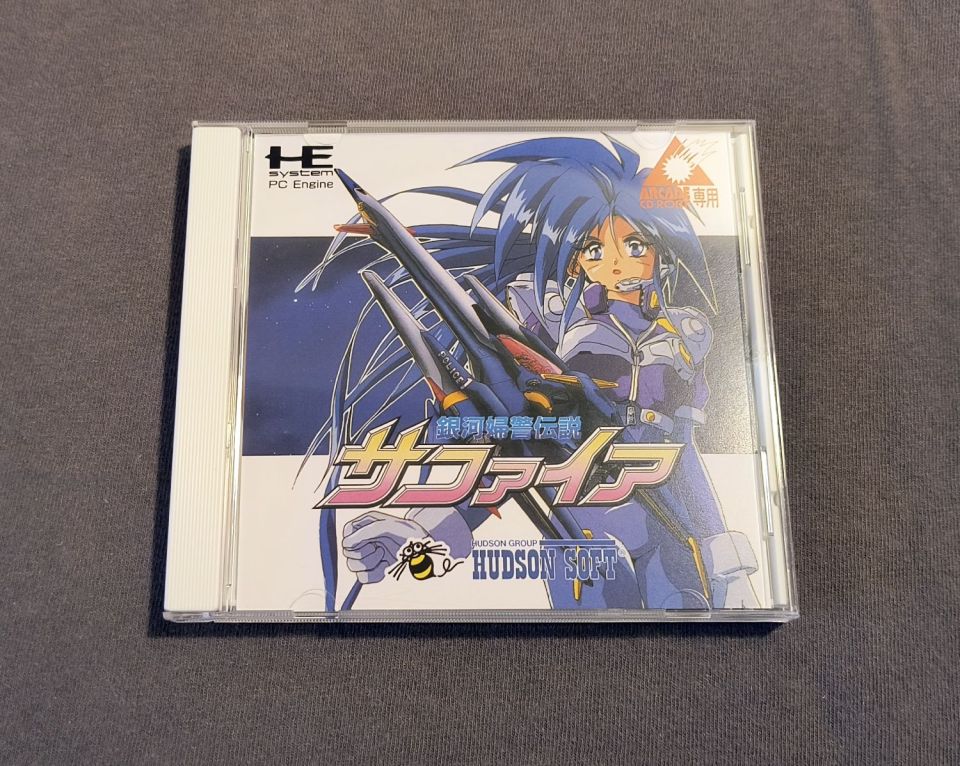 HE
system
PC Engine
ARCADE
CD-ROM²
専用
POLICE
銀河婦警伝説
サファイア
HUDSON GROUP
HUDSON SOFT®